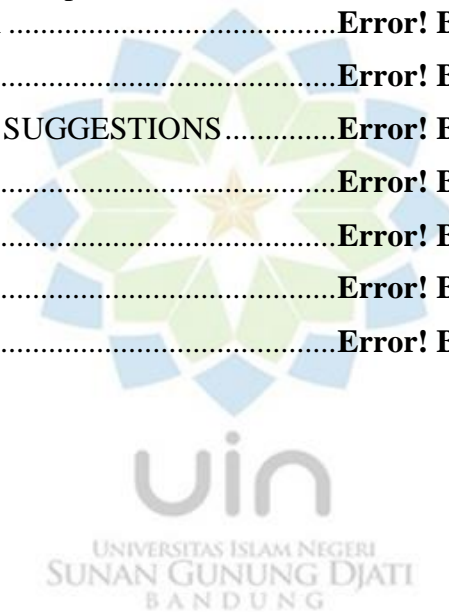 ..........Error!
..........Error!
SUGGESTIONS..........Error!
..........Error!
..........Error!
..........Error!
..........Error!
uin
UNIVERSITAS ISLAM NEGERI
SUNAN GUNUNG DJATI
BANDUNG